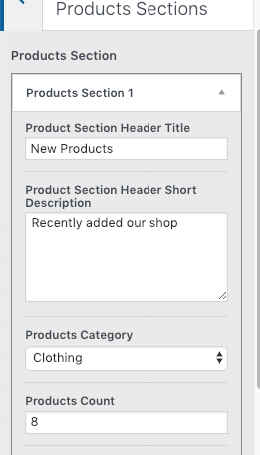 Products Sections
Products Section
Products Section 1
Product Section Header Title
New Products
Product Section Header Short
Description
Recently added our shop
Products Category
Clothing
Products Count
8